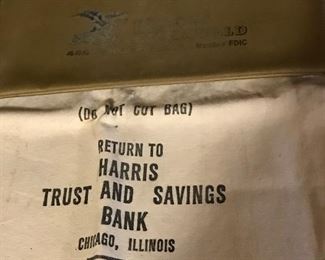 Member FDIC
(DO NOT CUT BAG)
RETURN TO
HARRIS
TRUST AND SAVINGS
BANK
CHICAGO, ILLINOIS